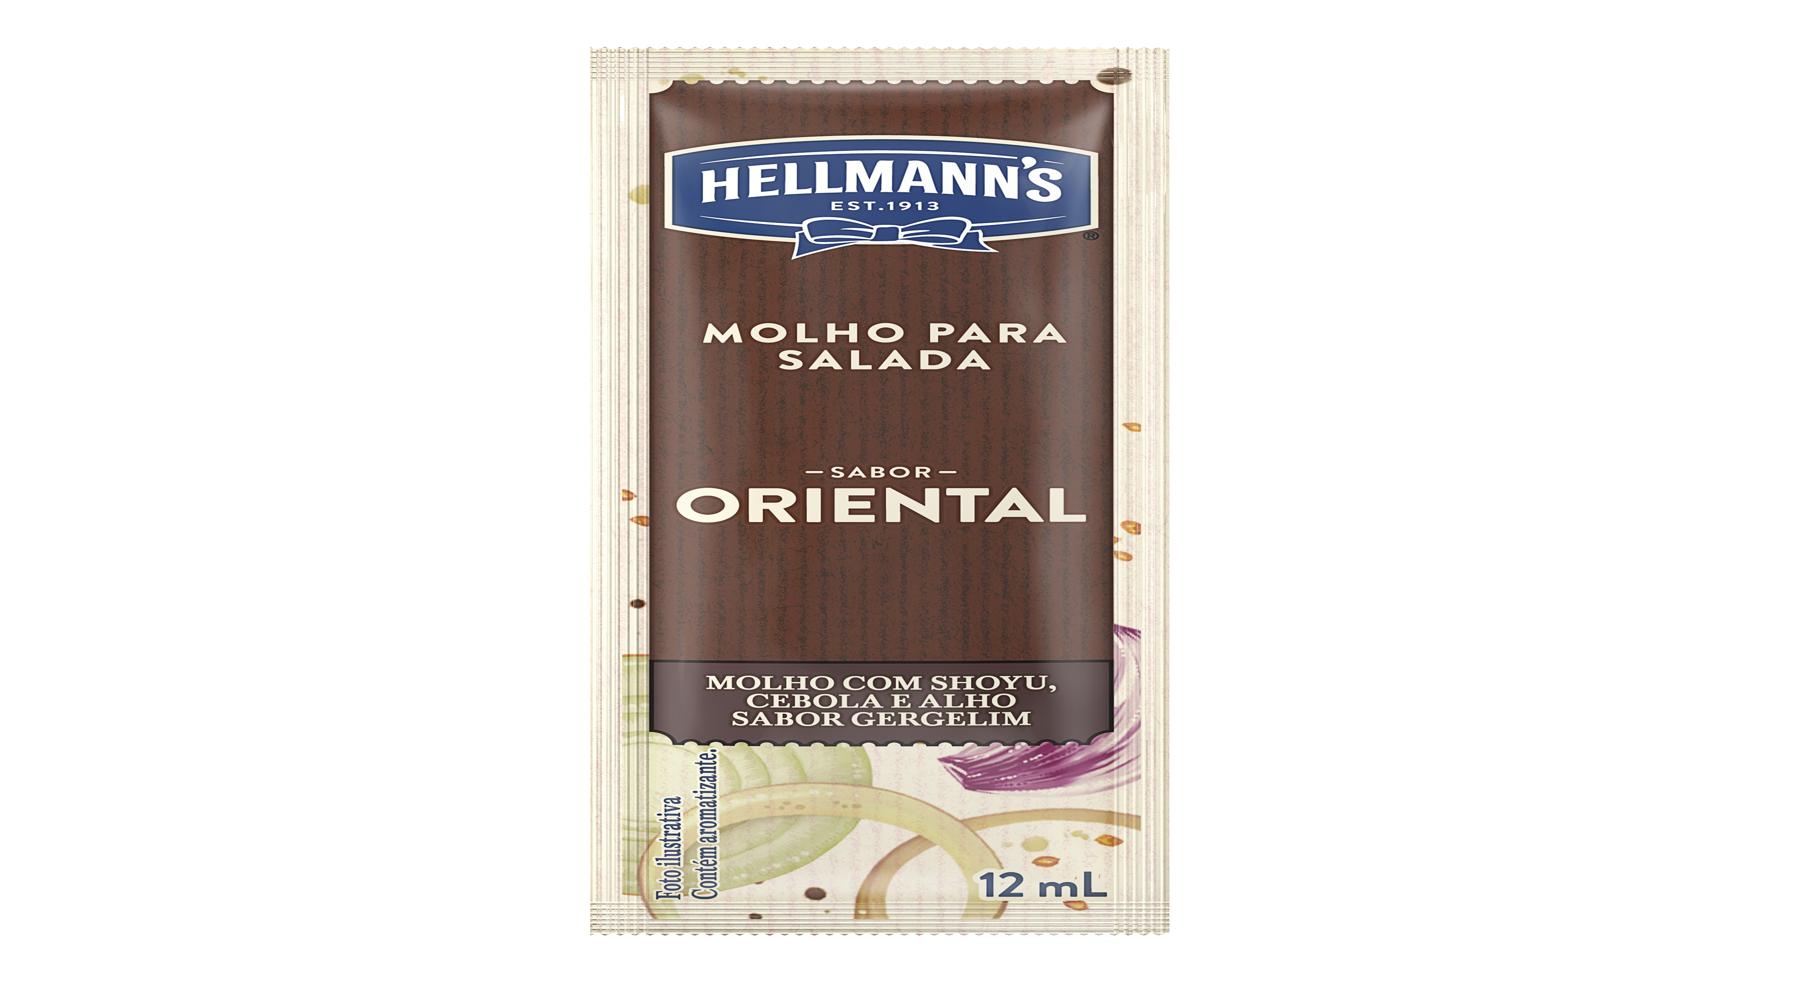 HELLMANN'S
EST.1913
®
MOLHO PARA
SALADA
–SABOR–
ORIENTAL
MOLHO COM SHOYU,
CEBOLA E ALHO
SABOR GERGELIM
Foto ilustrativa
Contém aromatizante.
12 mL